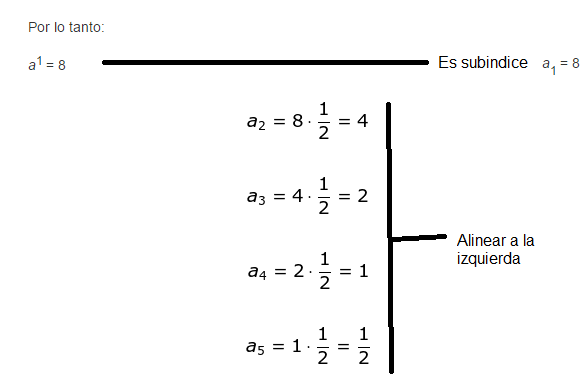 Por lo tanto:
a¹ = 8 Es subindice a₁ = 8
a₂ = 8 · 1/2 = 4
a₃ = 4 · 1/2 = 2
Alinear a la
izquierda
a₄ = 2 · 1/2 = 1
a₅ = 1 · 1/2 = 1/2